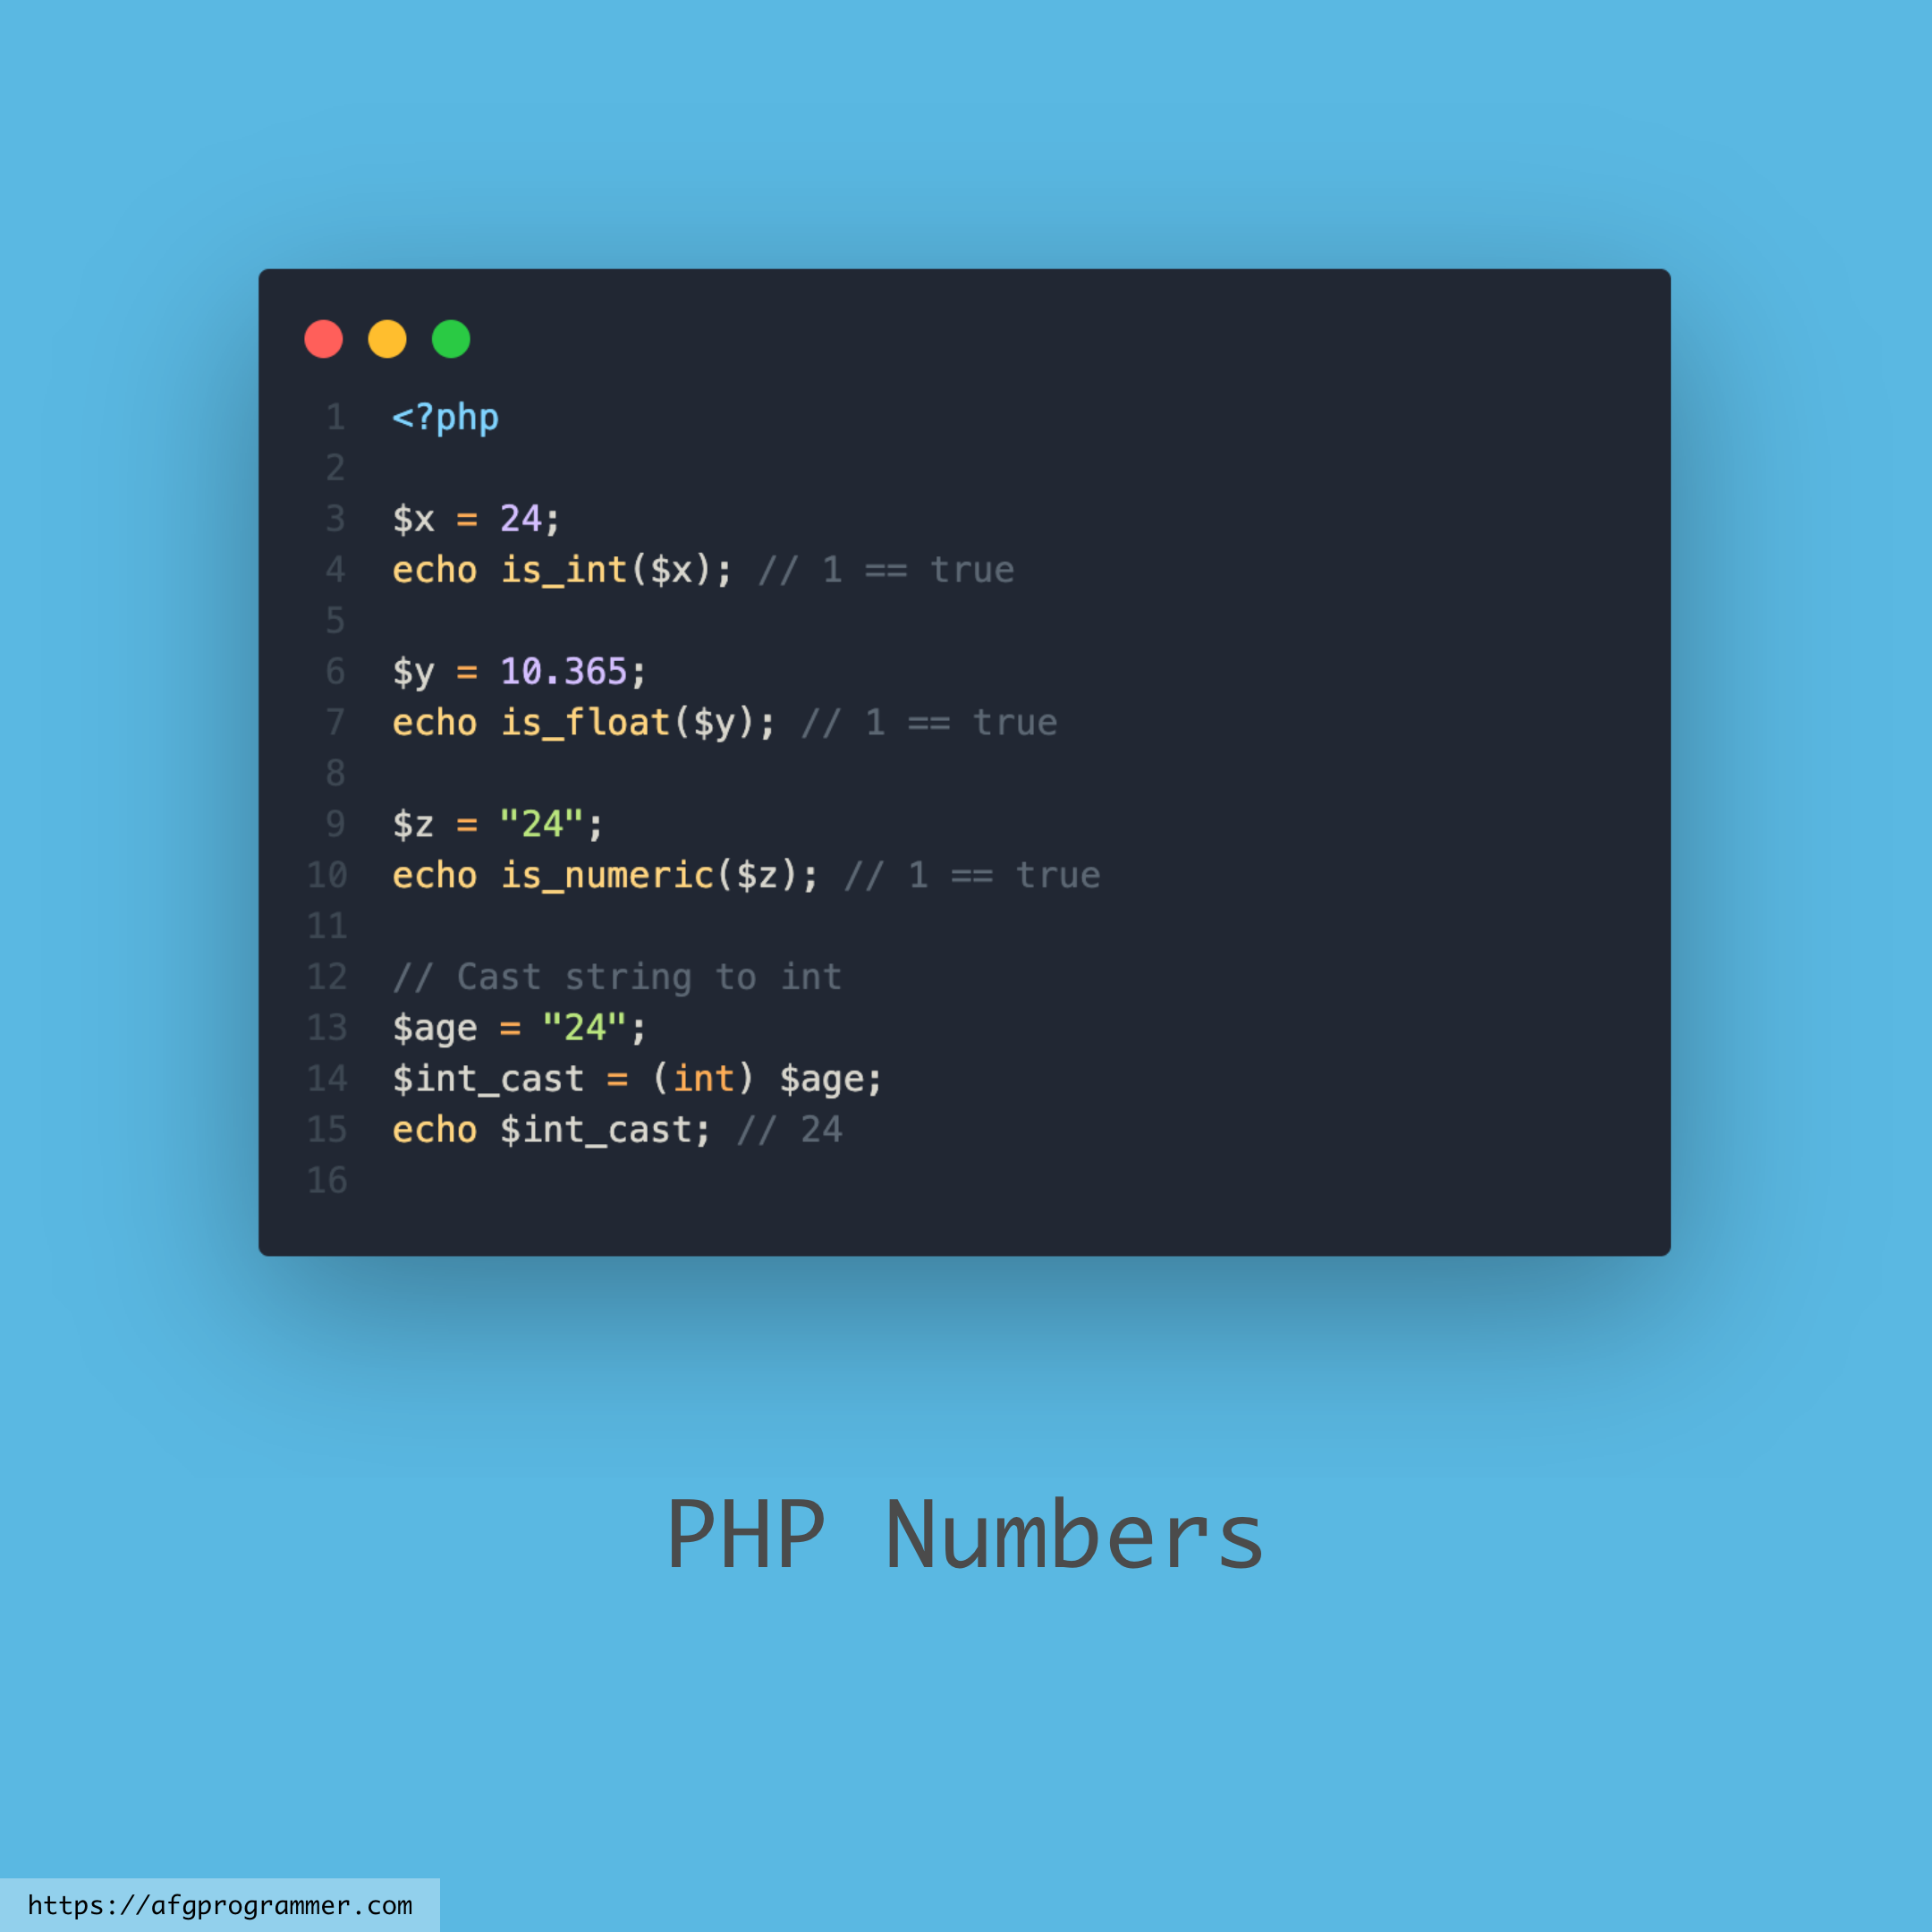 1 <?php
2
3 $x = 24;
4 echo is_int($x); // 1 == true
5
6 $y = 10.365;
7 echo is_float($y); // 1 == true
8
9 $z = "24";
10 echo is_numeric($z); // 1 == true
11
12 // Cast string to int
13 $age = "24";
14 $int_cast = (int) $age;
15 echo $int_cast; // 24
16
PHP Numbers
https://afgprogrammer.com